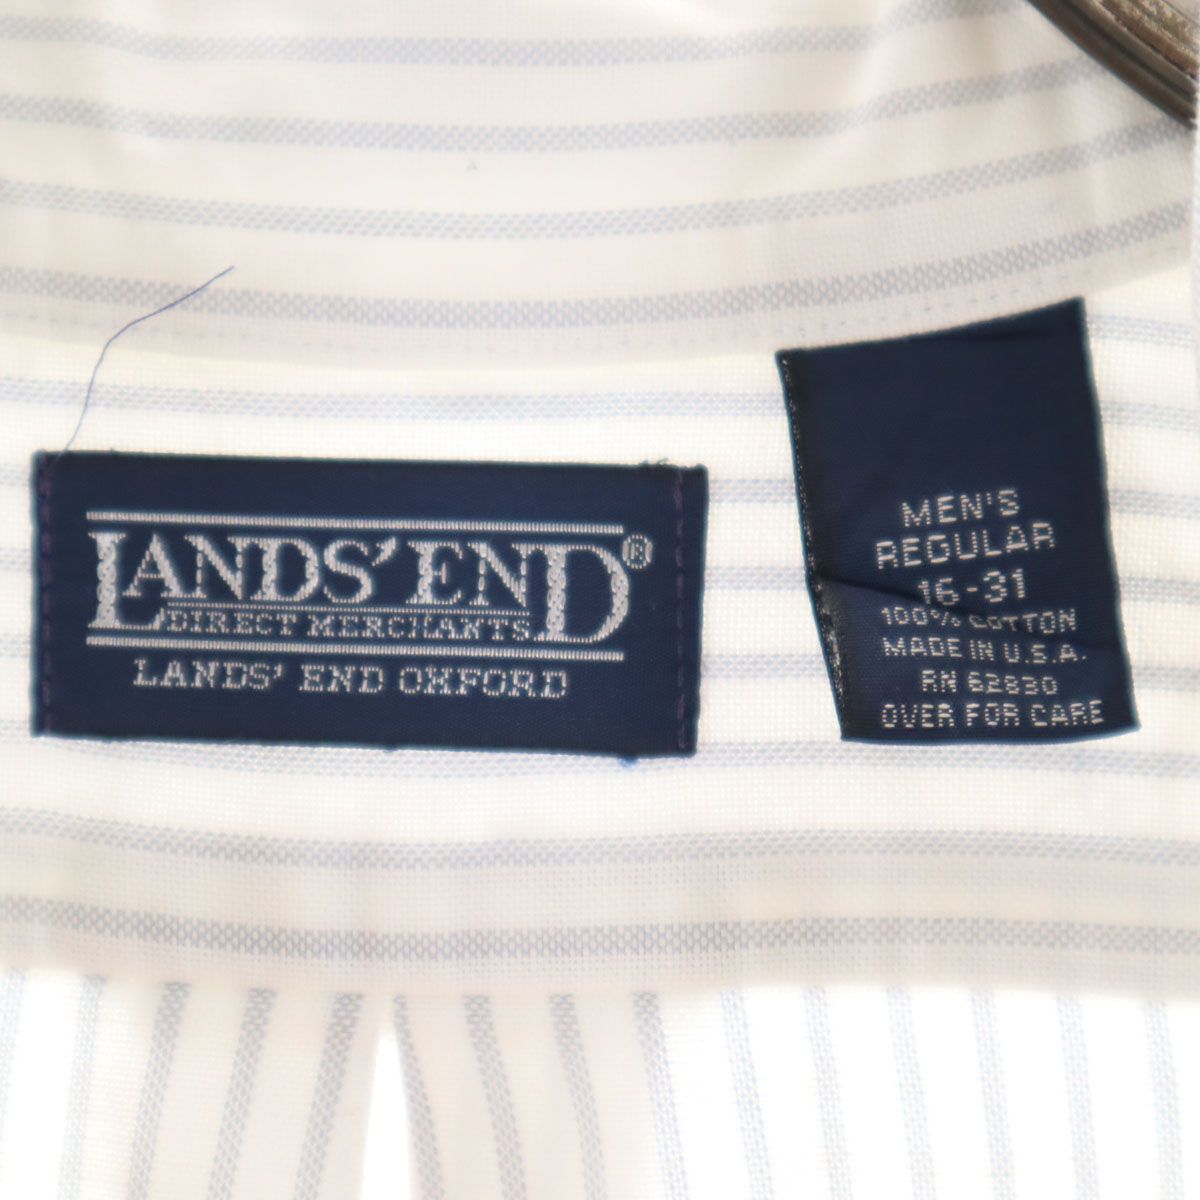 LANDS' END®
DIRECT MERCHANTS
LANDS' END OXFORD
MEN'S
REGULAR
16-31
100% COTTON
MADE IN U.S.A.
RN 62830
OVER FOR CARE